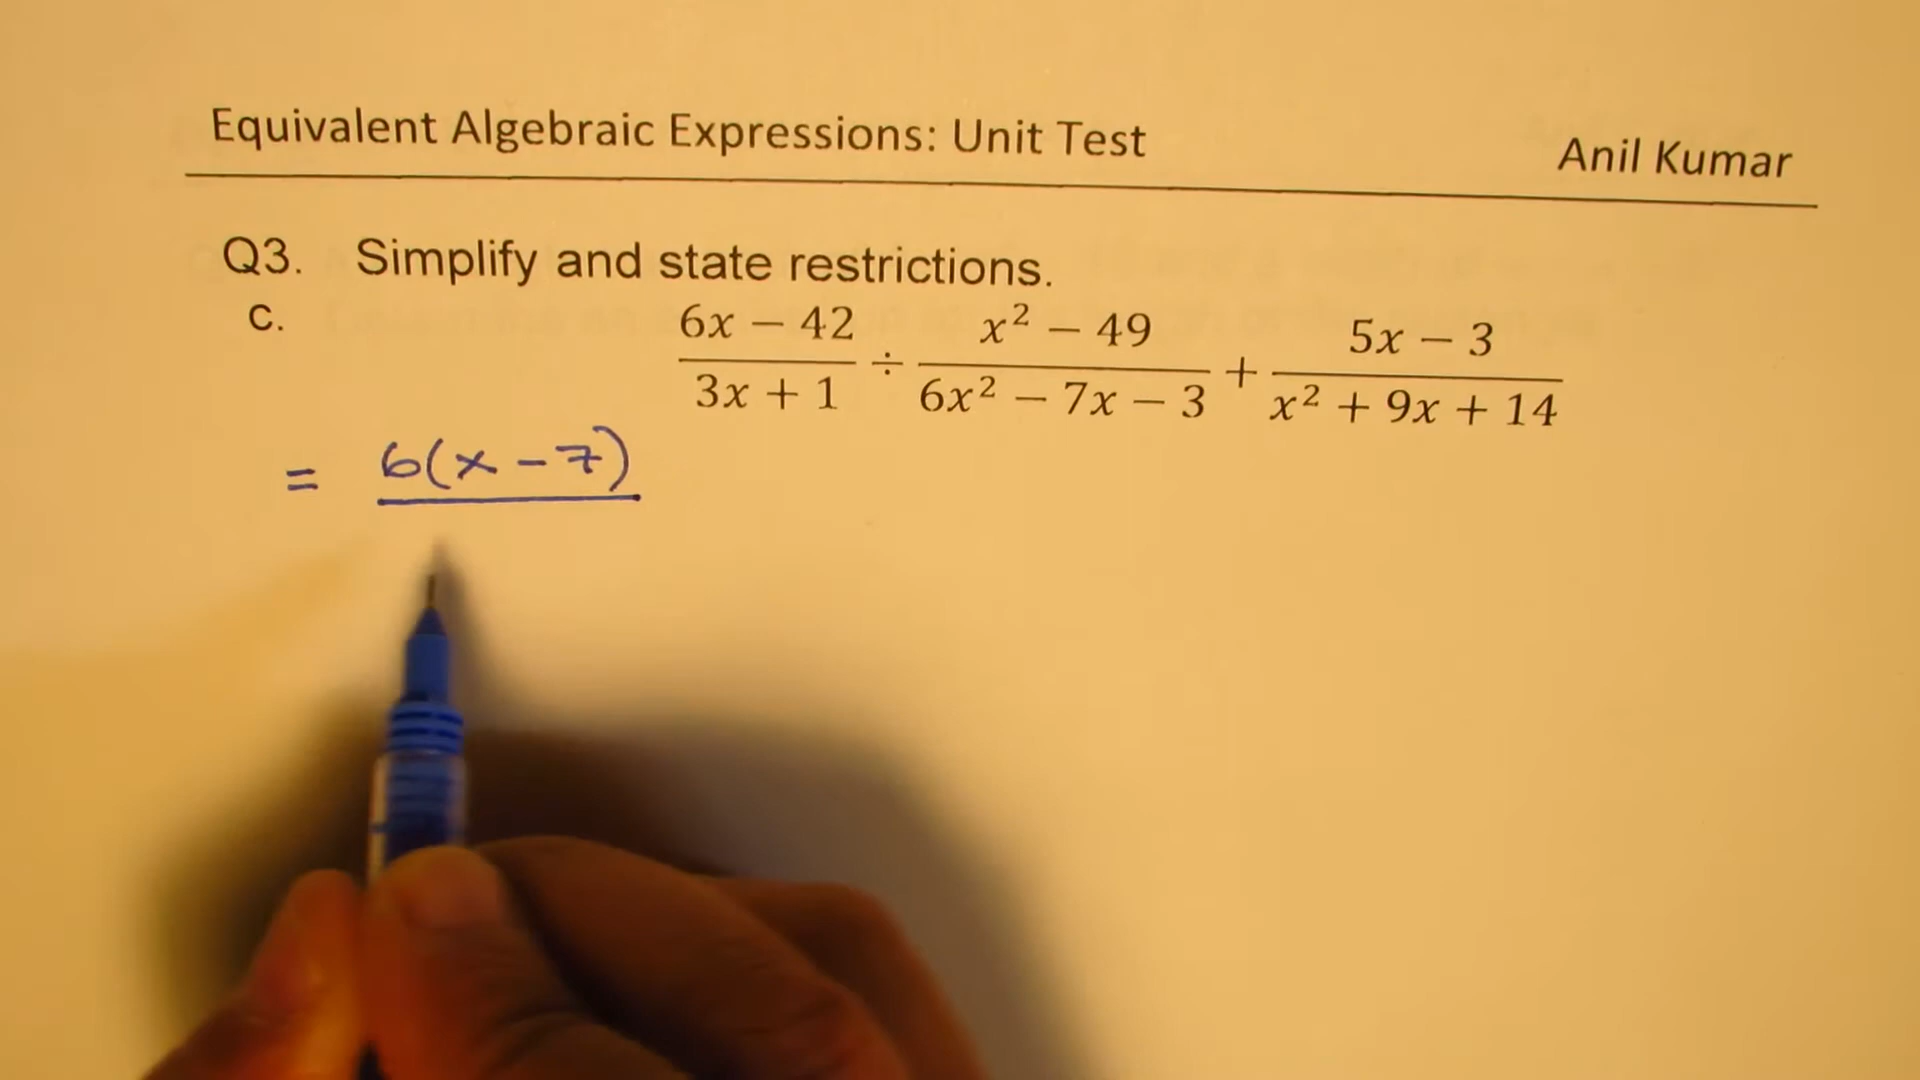 Equivalent Algebraic Expressions: Unit Test
Anil Kumar
Q3. Simplify and state restrictions.
c. (6x − 42)/(3x + 1) ÷ (x² − 49)/(6x² − 7x − 3) + (5x − 3)/(x² + 9x + 14)
= 6(x − 7)